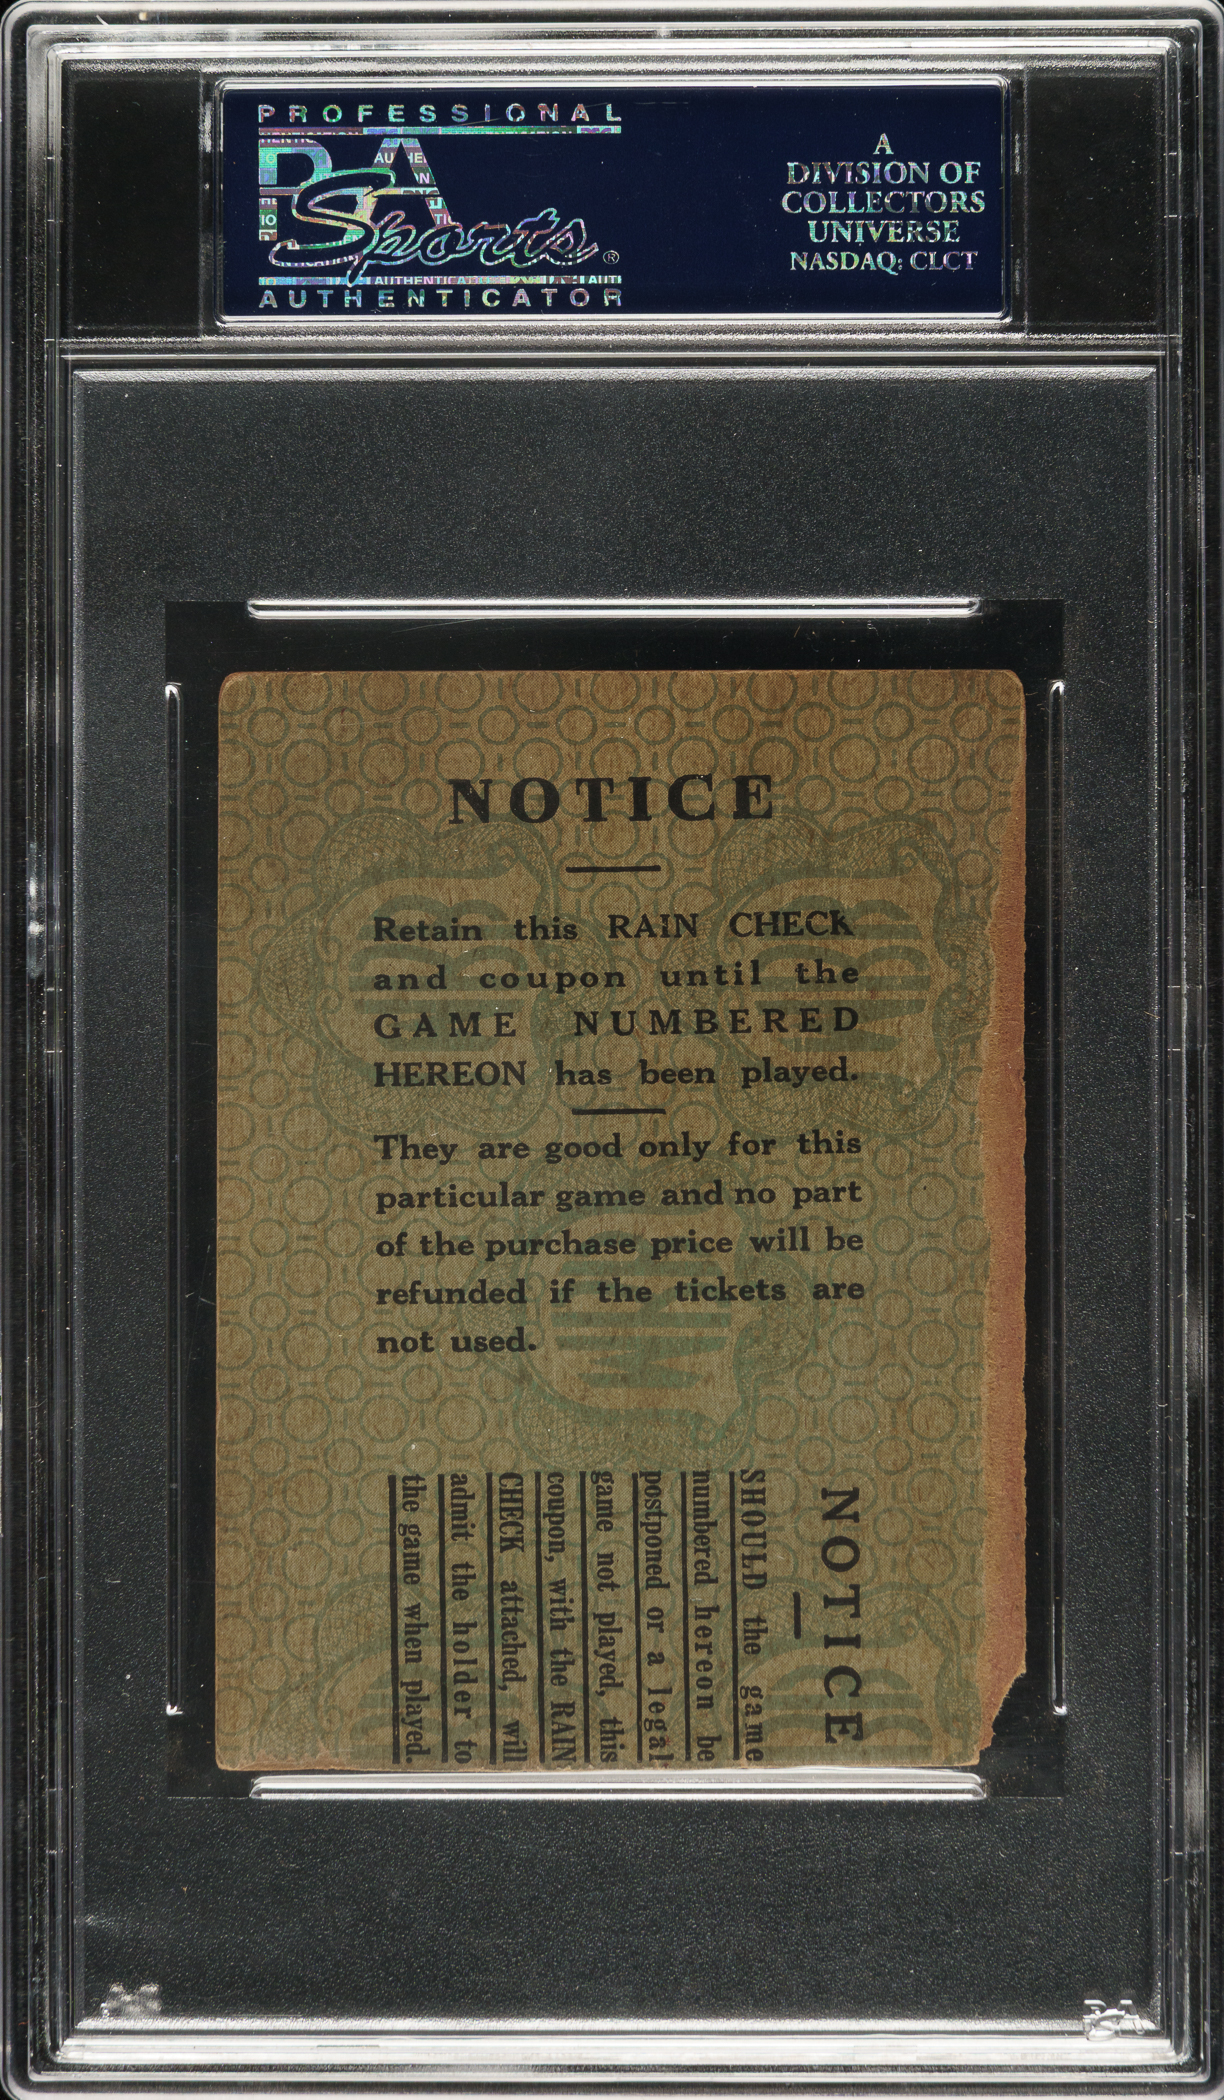 PROFESSIONAL
PSA
Sports®
AUTHENTICATOR
A
DIVISION OF
COLLECTORS
UNIVERSE
NASDAQ: CLCT
NOTICE
Retain this RAIN CHECK
and coupon until the
GAME NUMBERED
HEREON has been played.
They are good only for this
particular game and no part
of the purchase price will be
refunded if the tickets are
not used.
NOTICE
SHOULD the game
numbered hereon be
postponed or a legal
game not played, this
coupon, with the RAIN
CHECK attached, will
admit the holder to
the game when played.
PSA